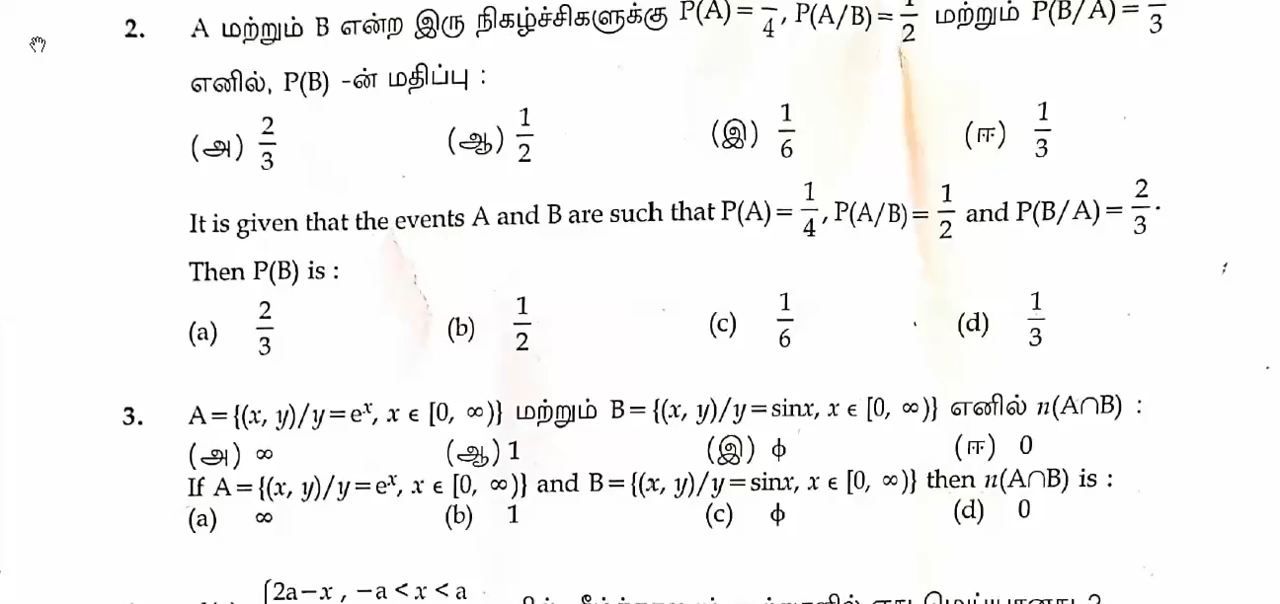 2. A மற்றும் B என்ற இரு நிகழ்ச்சிகளுக்கு P(A) = /4, P(A/B) = 1/2 மற்றும் P(B/A) = /3
எனில், P(B) -ன் மதிப்பு :
(அ) 2/3 (ஆ) 1/2 (இ) 1/6 (ஈ) 1/3
It is given that the events A and B are such that P(A) = 1/4, P(A/B) = 1/2 and P(B/A) = 2/3.
Then P(B) is :
(a) 2/3 (b) 1/2 (c) 1/6 (d) 1/3
3. A={(x, y)/y=eˣ, x ϵ [0, ∞)} மற்றும் B={(x, y)/y=sinx, x ϵ [0, ∞)} எனில் n(A∩B) :
(அ) ∞ (ஆ) 1 (இ) ϕ (ஈ) 0
If A={(x, y)/y=eˣ, x ϵ [0, ∞)} and B={(x, y)/y=sinx, x ϵ [0, ∞)} then n(A∩B) is :
(a) ∞ (b) 1 (c) ϕ (d) 0
2a−x , −a<x<a